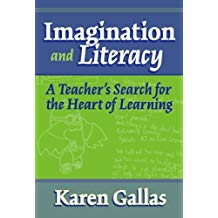 Imagination
and Literacy
A Teacher's Search for
the Heart of Learning
Karen Gallas